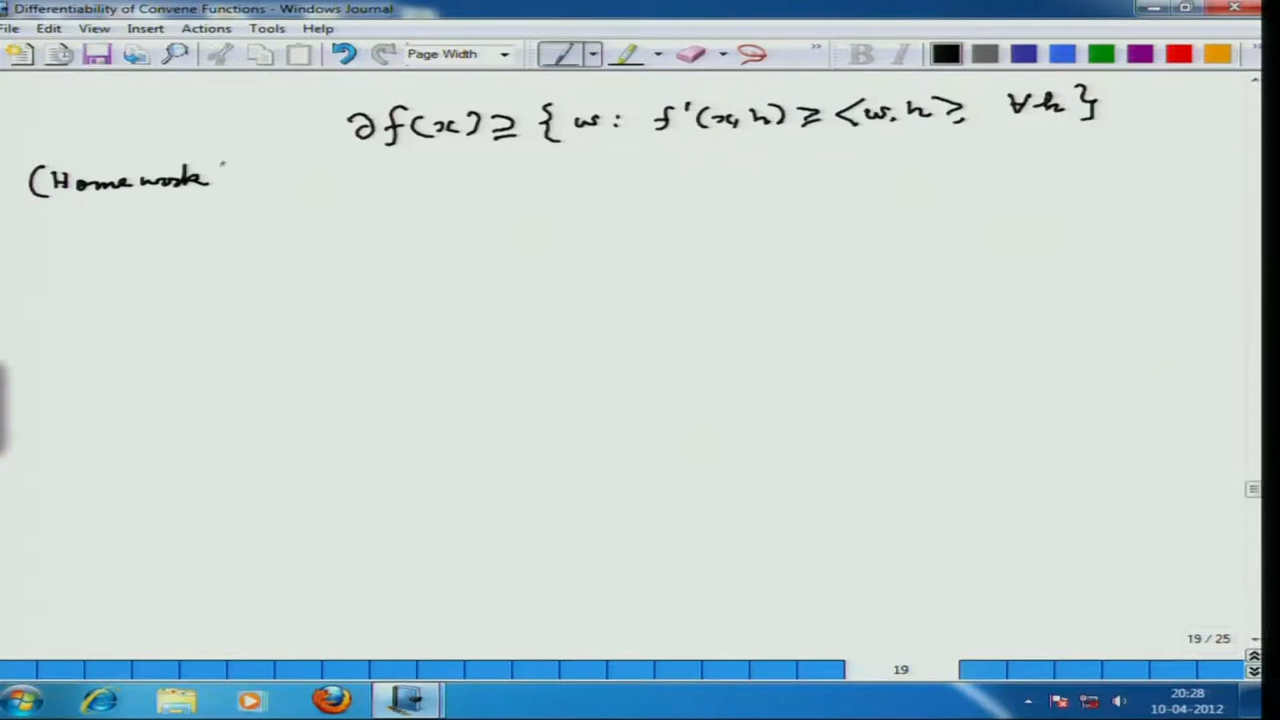 Differentiability of Convene Functions - Windows Journal
File Edit View Insert Actions Tools Help
Page Width
B I
∂f(x) ⊇ { w : f'(x, h) ≥ <w, h>, ∀h }
(Homework
19 / 25
19
20:28
10-04-2012